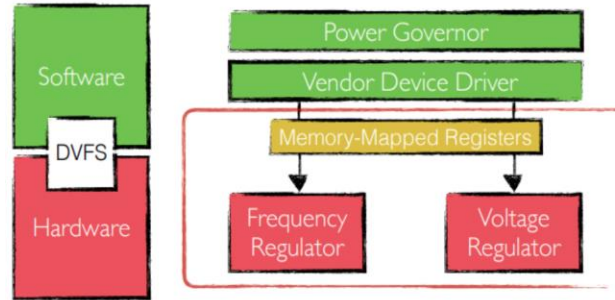 Software
DVFS
Hardware
Power Governor
Vendor Device Driver
Memory-Mapped Registers
Frequency
Regulator
Voltage
Regulator